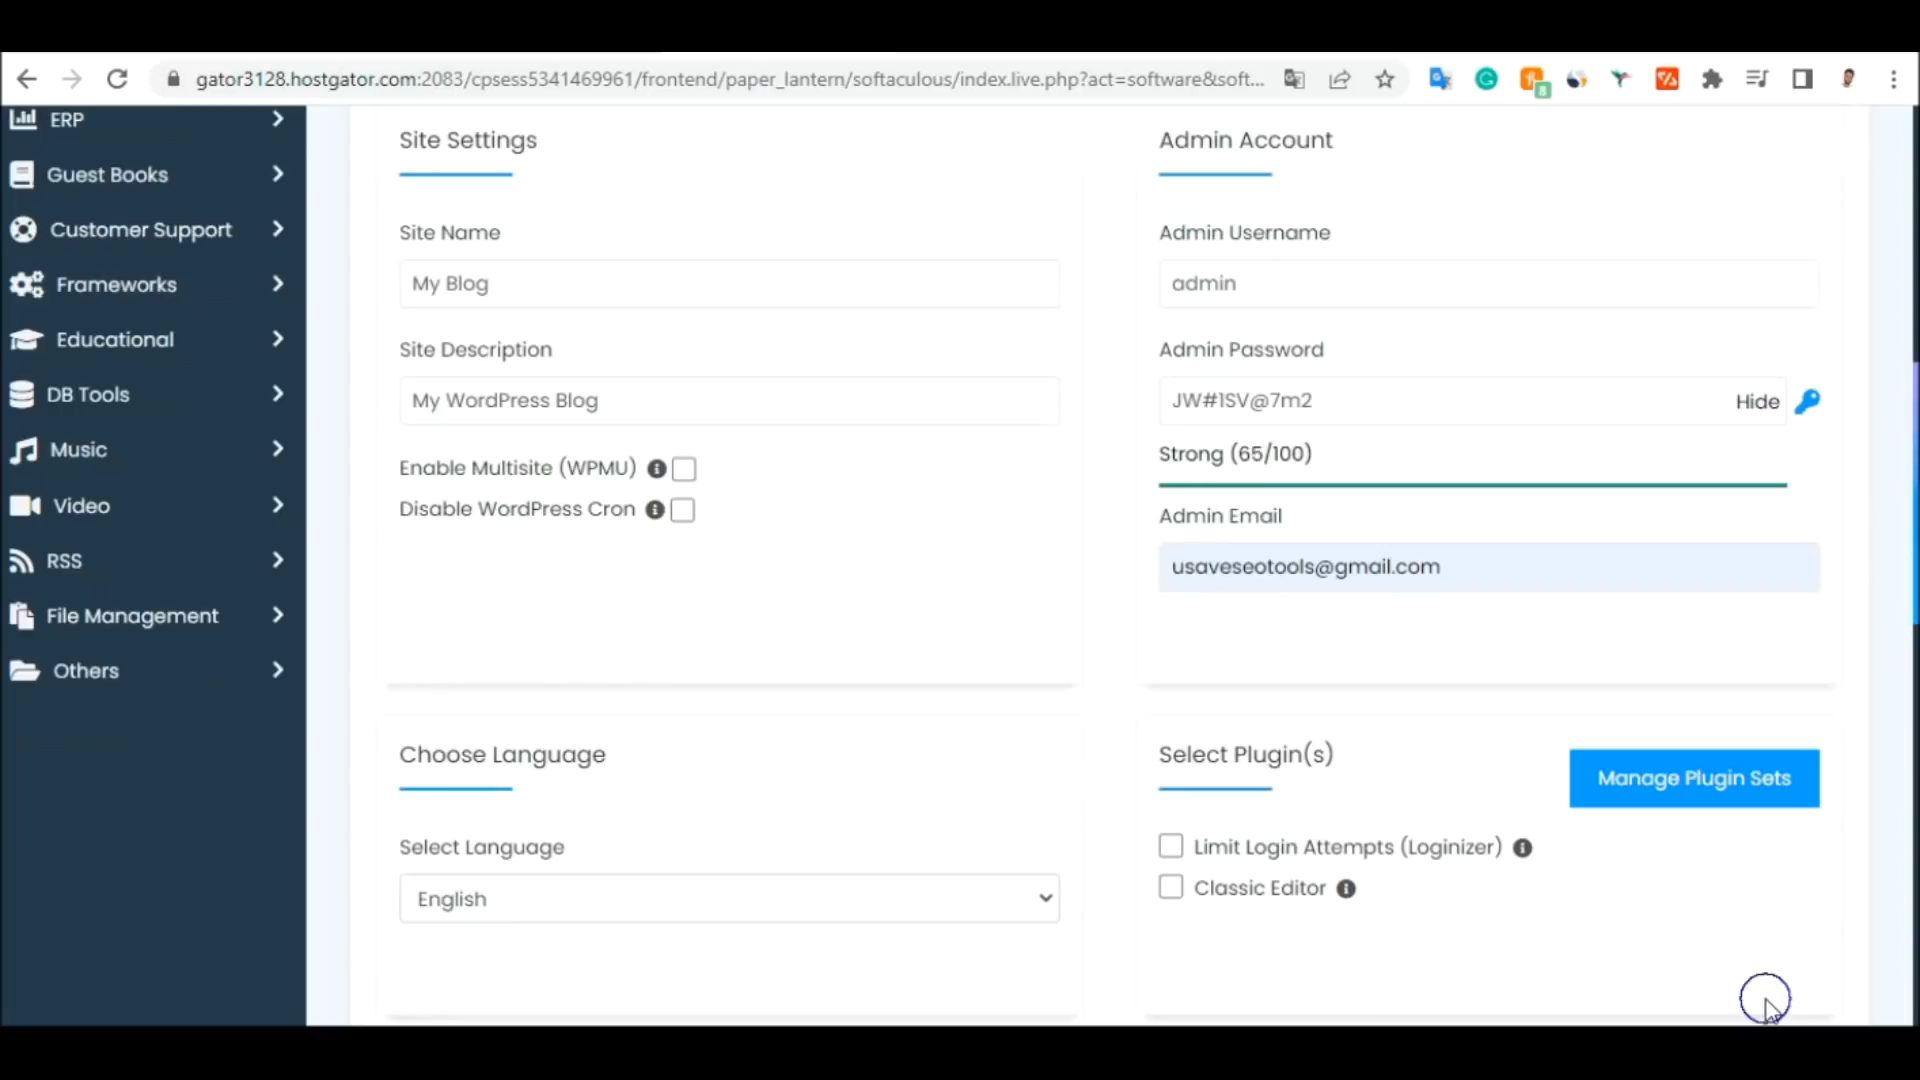 gator3128.hostgator.com:2083/cpsess5341469961/frontend/paper_lantern/softaculous/index.live.php?act=software&soft...
8
ERP
Guest Books
Customer Support
Frameworks
Educational
DB Tools
Music
Video
RSS
File Management
Others
Site Settings
Site Name
My Blog
Site Description
My WordPress Blog
Enable Multisite (WPMU)
Disable WordPress Cron
Admin Account
Admin Username
admin
Admin Password
JW#1SV@7m2
Hide
Strong (65/100)
Admin Email
usaveseotools@gmail.com
Choose Language
Select Language
English
Select Plugin(s)
Manage Plugin Sets
Limit Login Attempts (Loginizer)
Classic Editor